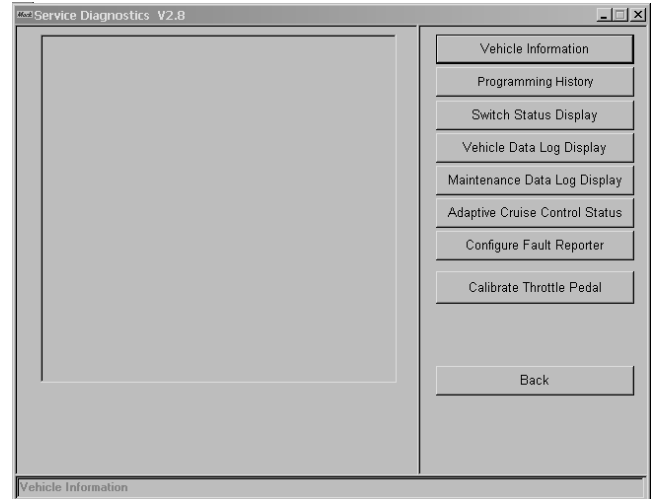 Service Diagnostics V2.8
Vehicle Information
Programming History
Switch Status Display
Vehicle Data Log Display
Maintenance Data Log Display
Adaptive Cruise Control Status
Configure Fault Reporter
Calibrate Throttle Pedal
Back
Vehicle Information